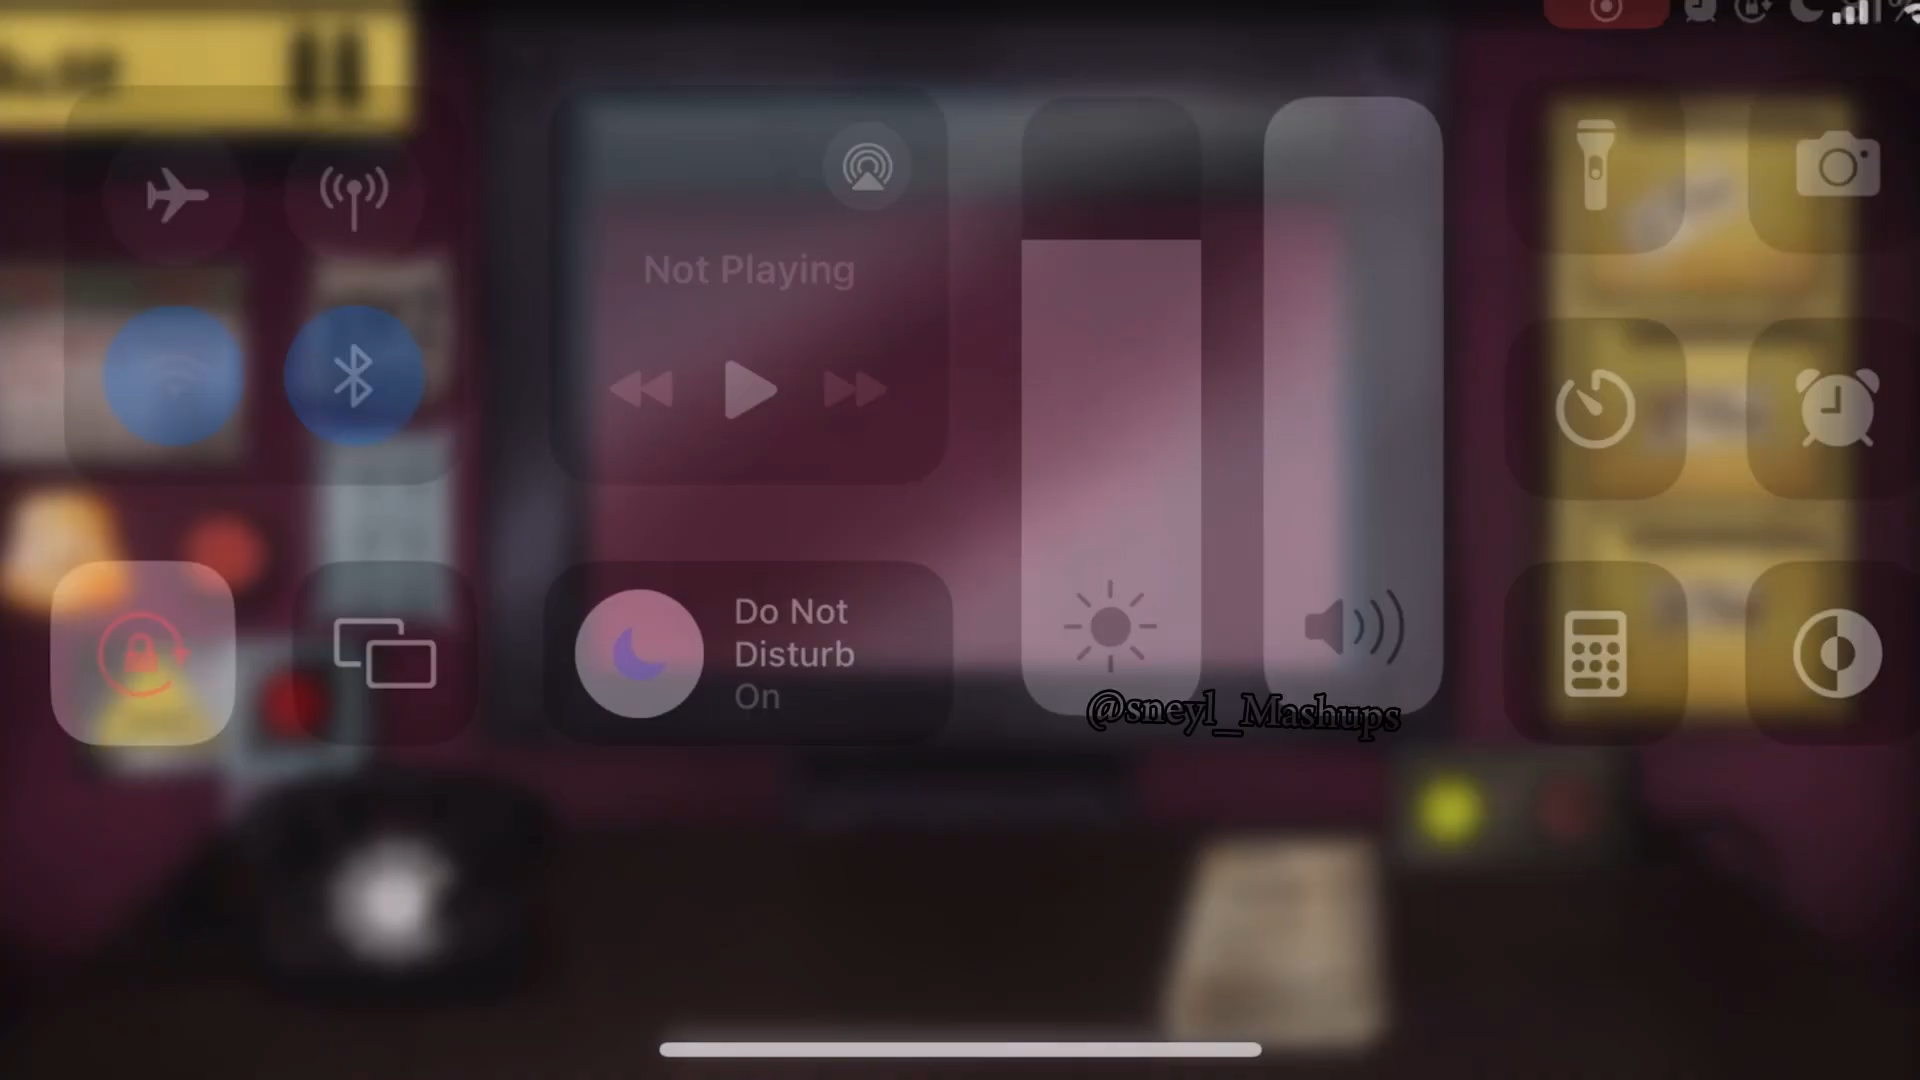 Not Playing
Do Not
Disturb
On
@sneyl_Mashups